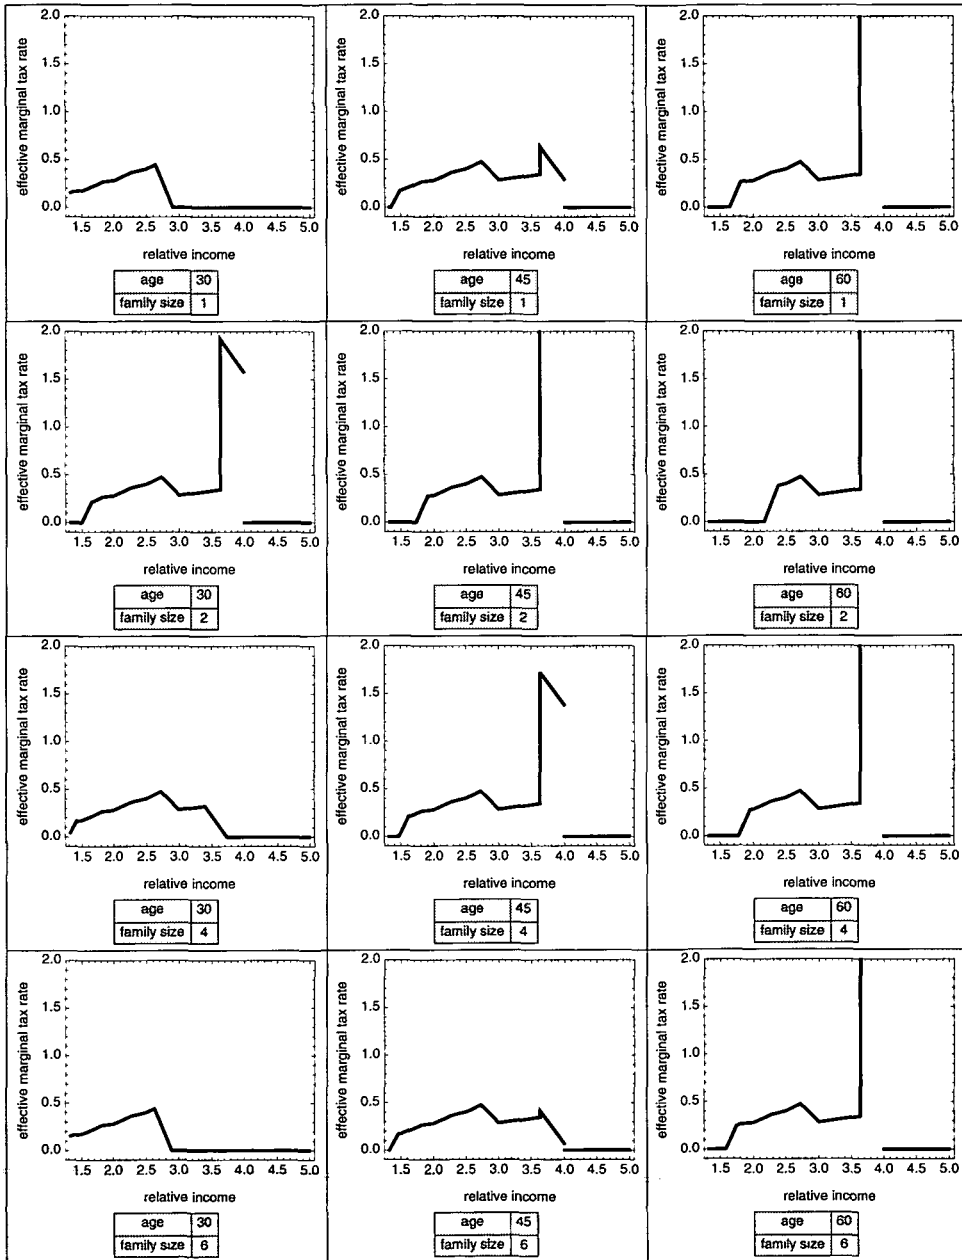 effective marginal tax rate
2.0
1.5
1.0
0.5
0.0
1.5 2.0 2.5 3.0 3.5 4.0 4.5 5.0
relative income
age 30
family size 1
effective marginal tax rate
2.0
1.5
1.0
0.5
0.0
1.5 2.0 2.5 3.0 3.5 4.0 4.5 5.0
relative income
age 45
family size 1
effective marginal tax rate
2.0
1.5
1.0
0.5
0.0
1.5 2.0 2.5 3.0 3.5 4.0 4.5 5.0
relative income
age 60
family size 1
effective marginal tax rate
2.0
1.5
1.0
0.5
0.0
1.5 2.0 2.5 3.0 3.5 4.0 4.5 5.0
relative income
age 30
family size 2
effective marginal tax rate
2.0
1.5
1.0
0.5
0.0
1.5 2.0 2.5 3.0 3.5 4.0 4.5 5.0
relative income
age 45
family size 2
effective marginal tax rate
2.0
1.5
1.0
0.5
0.0
1.5 2.0 2.5 3.0 3.5 4.0 4.5 5.0
relative income
age 60
family size 2
effective marginal tax rate
2.0
1.5
1.0
0.5
0.0
1.5 2.0 2.5 3.0 3.5 4.0 4.5 5.0
relative income
age 30
family size 4
effective marginal tax rate
2.0
1.5
1.0
0.5
0.0
1.5 2.0 2.5 3.0 3.5 4.0 4.5 5.0
relative income
age 45
family size 4
effective marginal tax rate
2.0
1.5
1.0
0.5
0.0
1.5 2.0 2.5 3.0 3.5 4.0 4.5 5.0
relative income
age 60
family size 4
effective marginal tax rate
2.0
1.5
1.0
0.5
0.0
1.5 2.0 2.5 3.0 3.5 4.0 4.5 5.0
relative income
age 30
family size 6
effective marginal tax rate
2.0
1.5
1.0
0.5
0.0
1.5 2.0 2.5 3.0 3.5 4.0 4.5 5.0
relative income
age 45
family size 6
effective marginal tax rate
2.0
1.5
1.0
0.5
0.0
1.5 2.0 2.5 3.0 3.5 4.0 4.5 5.0
relative income
age 60
family size 6